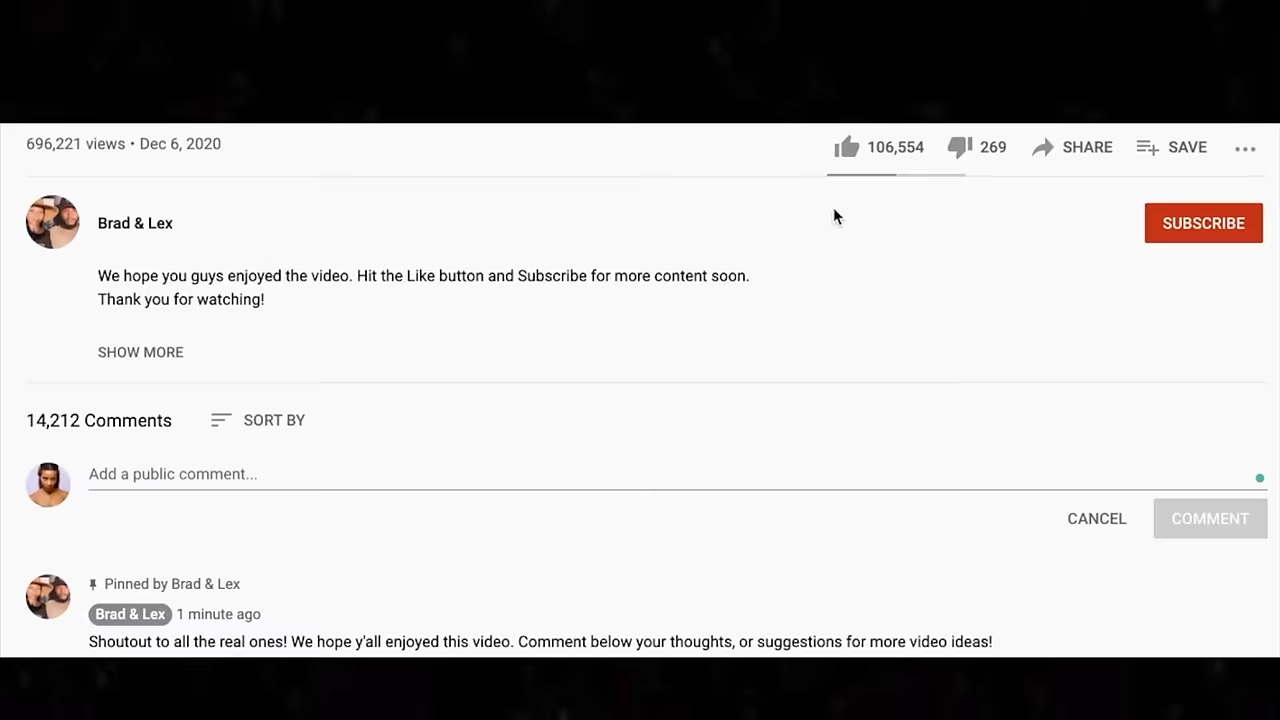 696,221 views • Dec 6, 2020
106,554
269
SHARE
SAVE
Brad & Lex
SUBSCRIBE
We hope you guys enjoyed the video. Hit the Like button and Subscribe for more content soon.
Thank you for watching!
SHOW MORE
14,212 Comments
SORT BY
Add a public comment...
CANCEL
COMMENT
Pinned by Brad & Lex
Brad & Lex 1 minute ago
Shoutout to all the real ones! We hope y'all enjoyed this video. Comment below your thoughts, or suggestions for more video ideas!